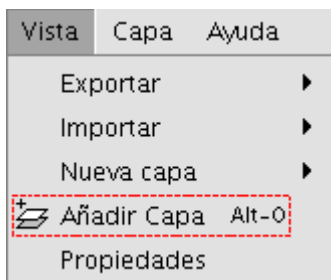 Vista Capa Ayuda
Exportar
Importar
Nueva capa
Añadir Capa Alt-O
Propiedades